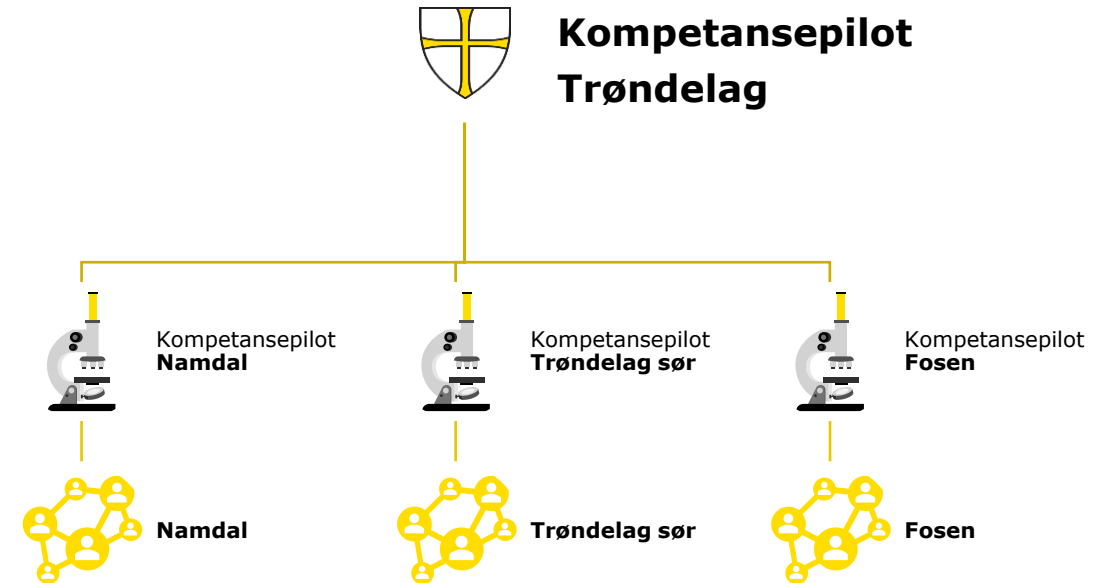 Kompetansepilot
Trøndelag
Kompetansepilot
Namdal
Kompetansepilot
Trøndelag sør
Kompetansepilot
Fosen
Namdal
Trøndelag sør
Fosen